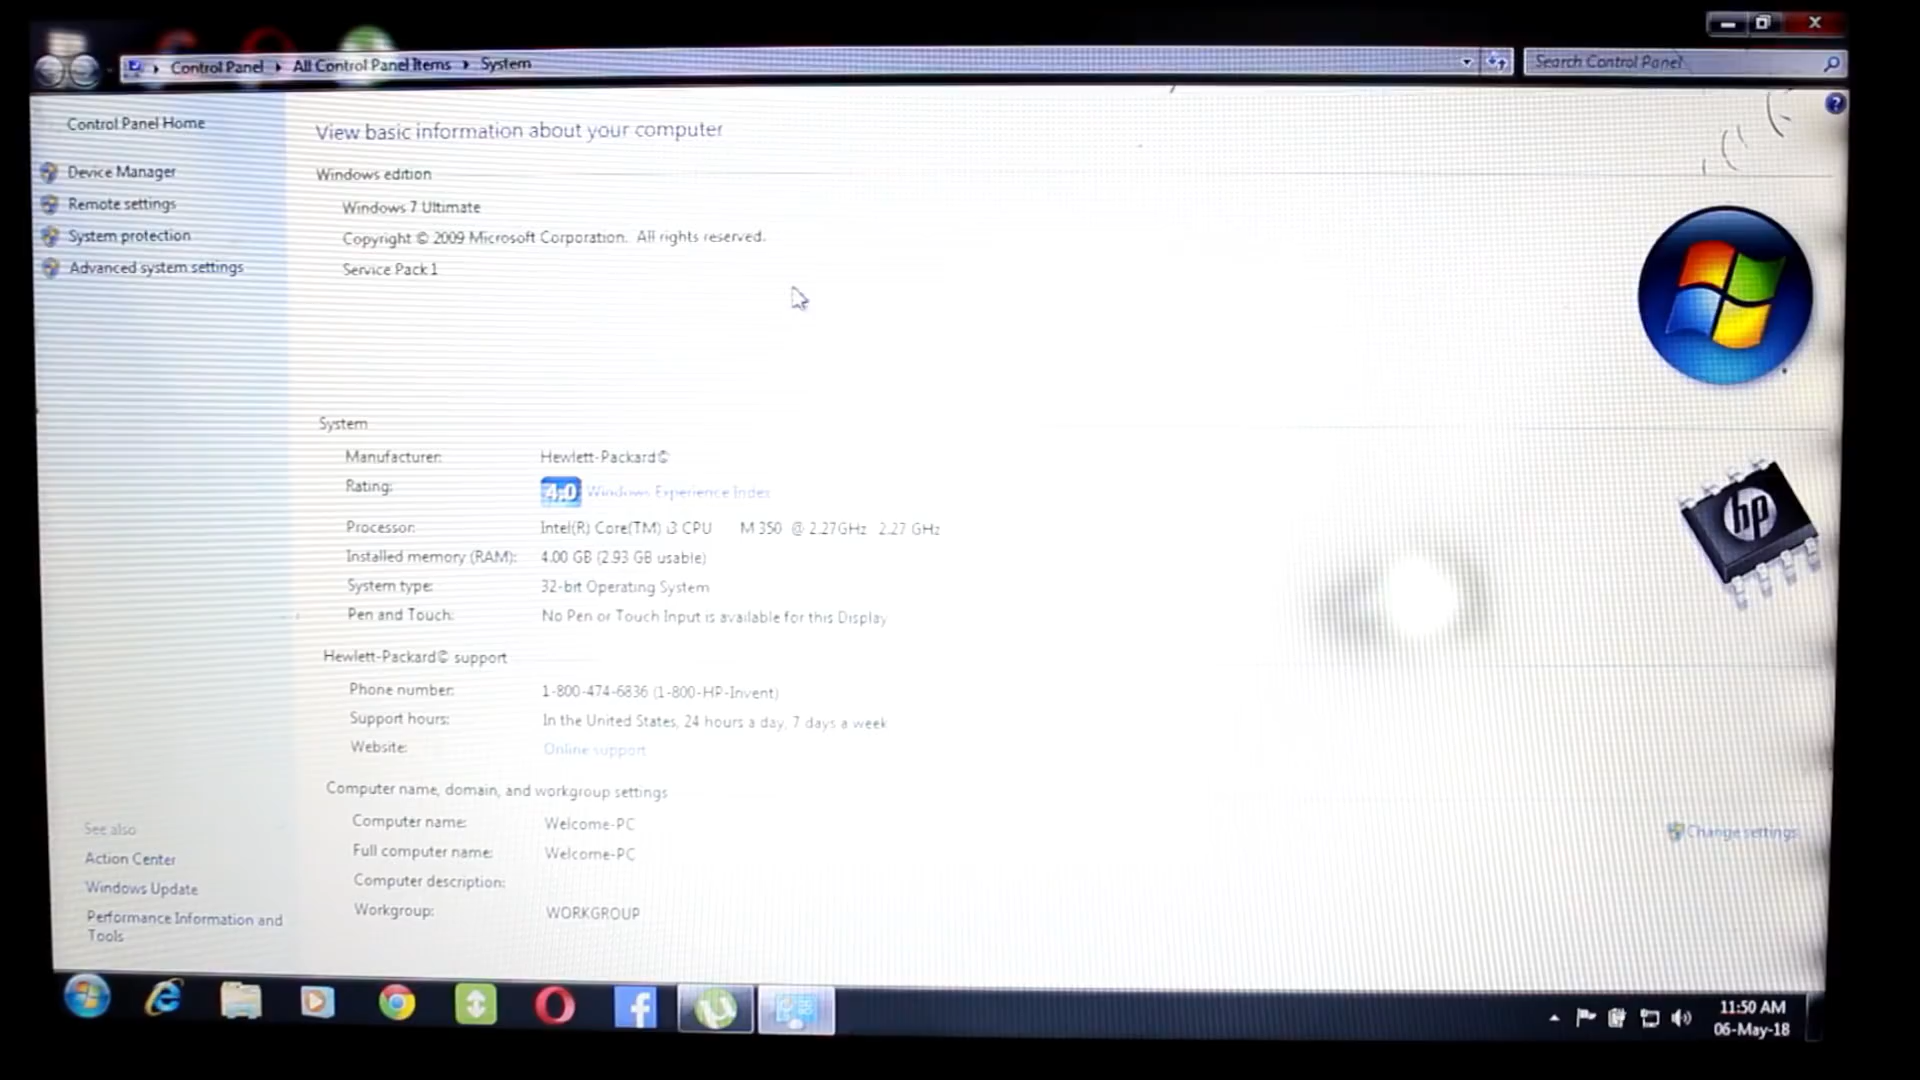 Control Panel ▸ All Control Panel Items ▸ System
Search Control Panel
Control Panel Home
Device Manager
Remote settings
System protection
Advanced system settings
View basic information about your computer
Windows edition
Windows 7 Ultimate
Copyright © 2009 Microsoft Corporation. All rights reserved.
Service Pack 1
System
Manufacturer: Hewlett-Packard©
Rating: 4.0 Windows Experience Index
Processor: Intel(R) Core(TM) i3 CPU M 350 @ 2.27GHz 2.27 GHz
Installed memory (RAM): 4.00 GB (2.93 GB usable)
System type: 32-bit Operating System
Pen and Touch: No Pen or Touch Input is available for this Display
hp
Hewlett-Packard© support
Phone number: 1-800-474-6836 (1-800-HP-Invent)
Support hours: In the United States, 24 hours a day, 7 days a week
Website: Online support
Computer name, domain, and workgroup settings
Computer name: Welcome-PC
Change settings
Full computer name: Welcome-PC
Computer description:
Workgroup: WORKGROUP
See also
Action Center
Windows Update
Performance Information and
Tools
11:50 AM
06-May-18